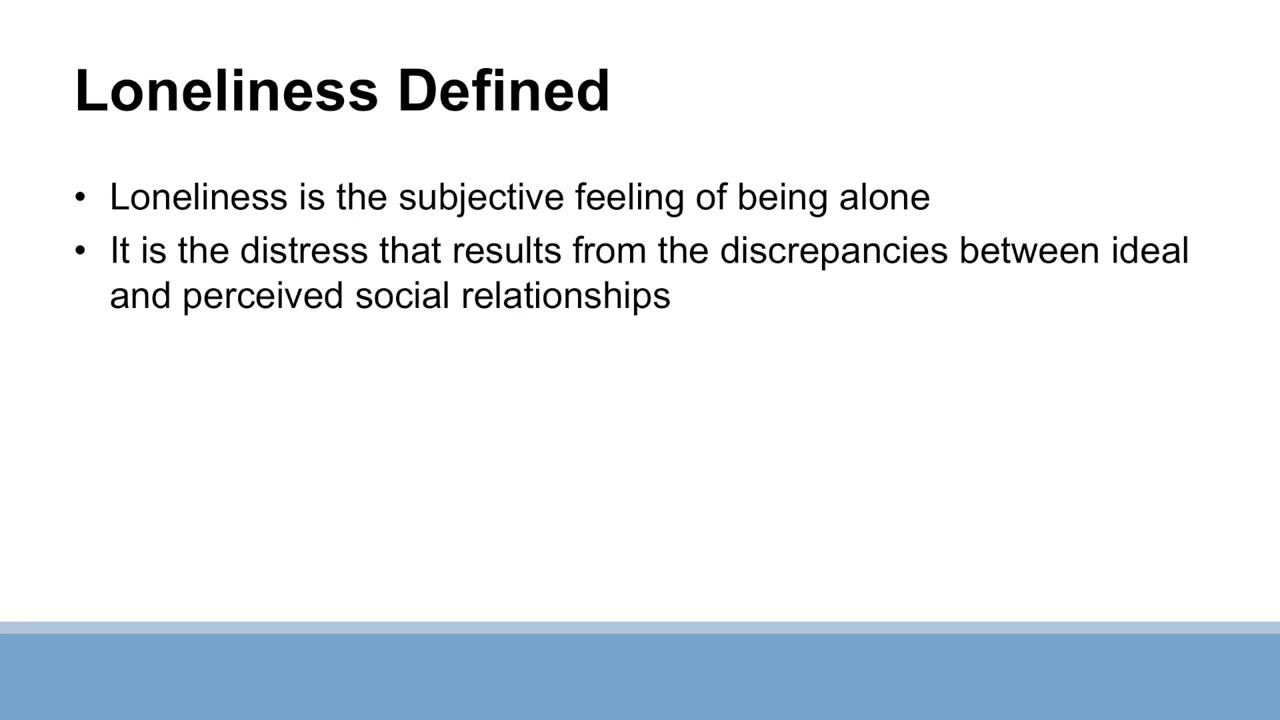 Loneliness Defined
• Loneliness is the subjective feeling of being alone
• It is the distress that results from the discrepancies between ideal
and perceived social relationships